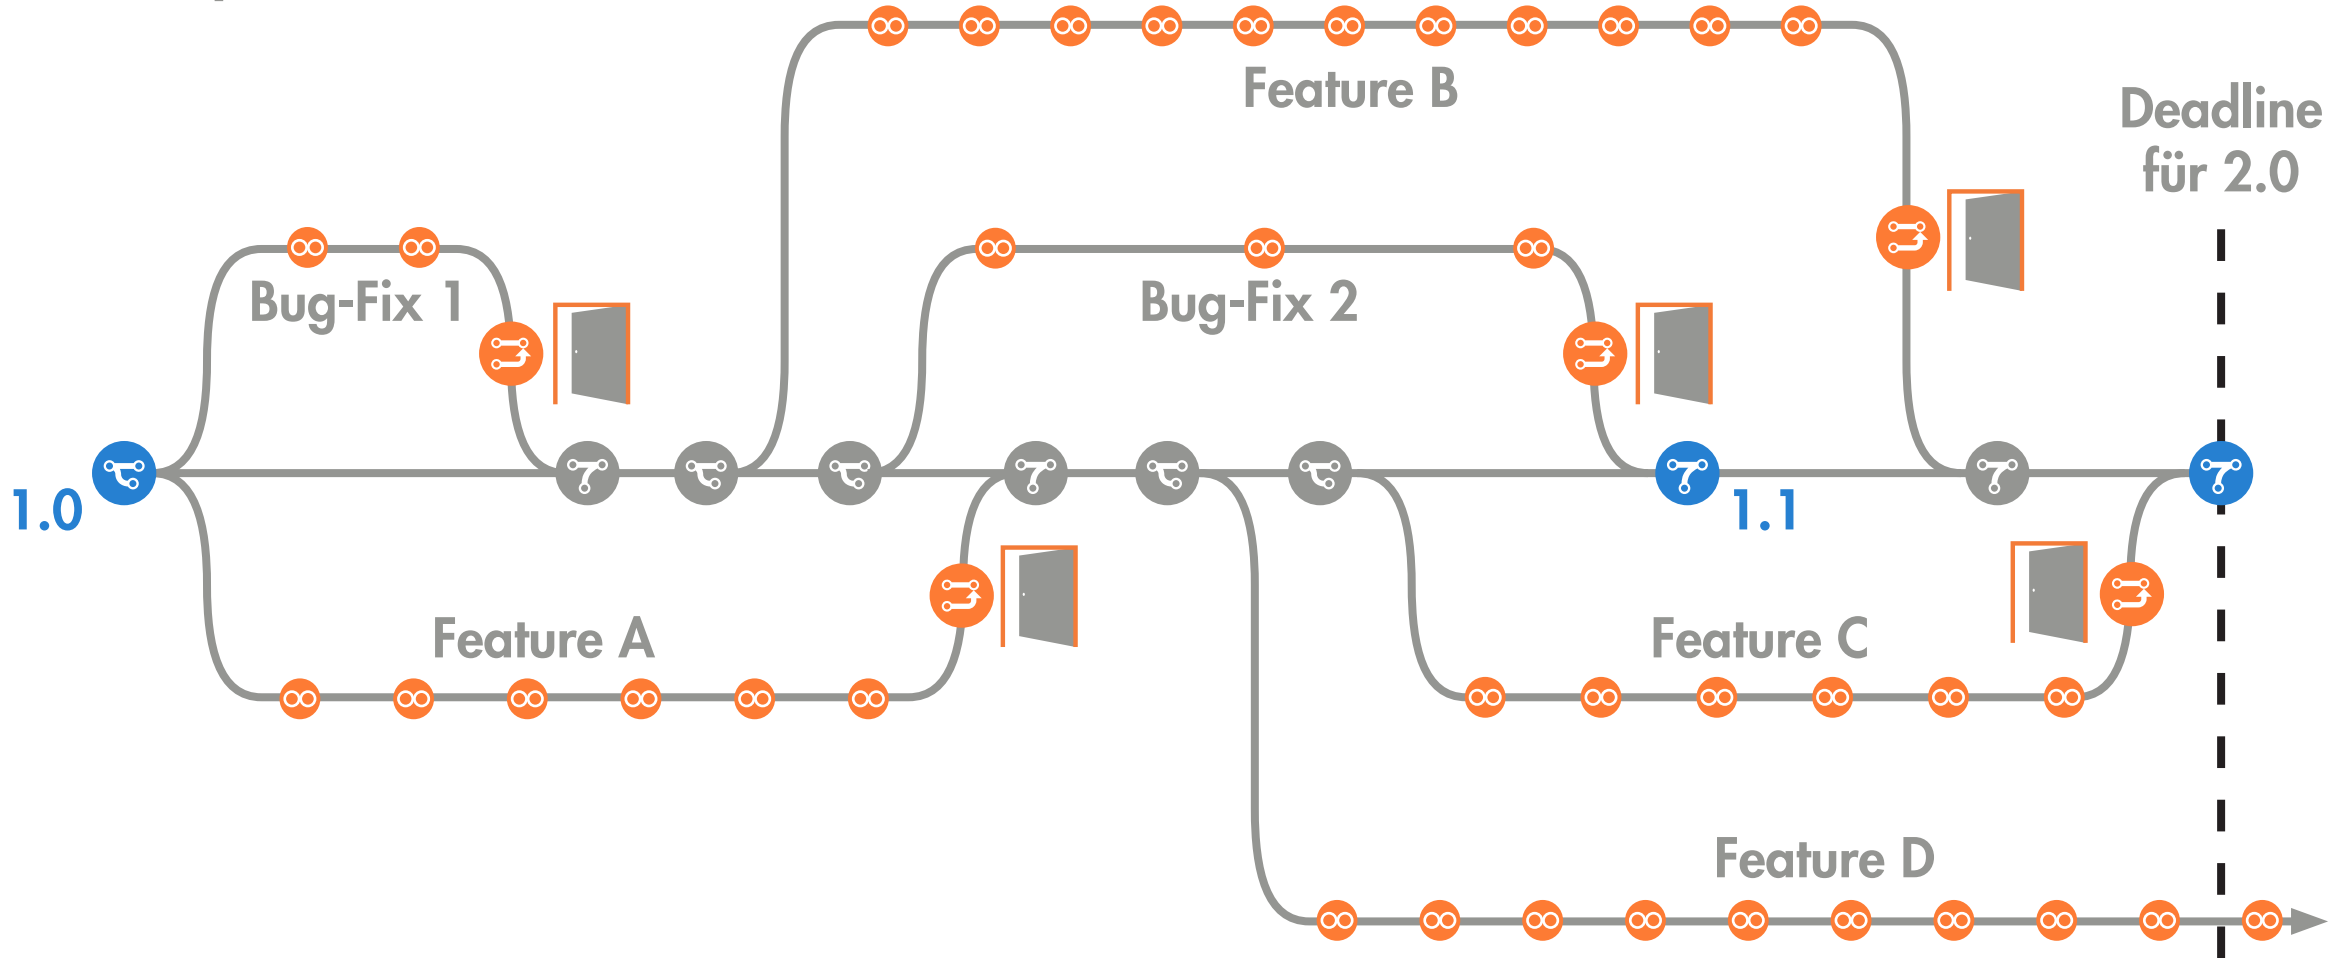 Feature B
Deadline
für 2.0
Bug-Fix 1
Bug-Fix 2
1.0
1.1
Feature A
Feature C
Feature D